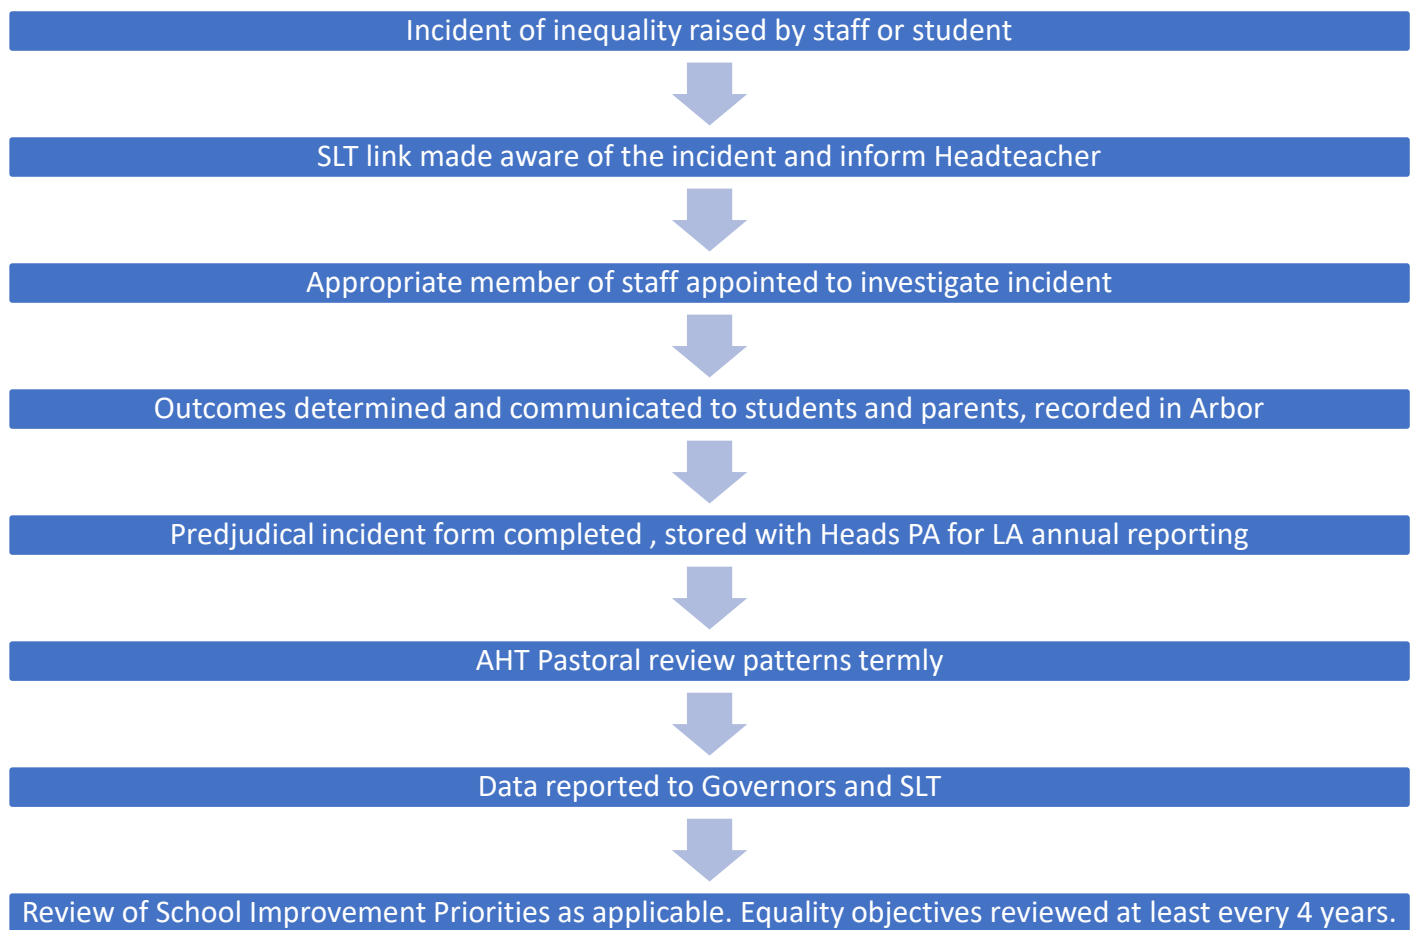 Incident of inequality raised by staff or student
SLT link made aware of the incident and inform Headteacher
Appropriate member of staff appointed to investigate incident
Outcomes determined and communicated to students and parents, recorded in Arbor
Predjudical incident form completed , stored with Heads PA for LA annual reporting
AHT Pastoral review patterns termly
Data reported to Governors and SLT
Review of School Improvement Priorities as applicable. Equality objectives reviewed at least every 4 years.